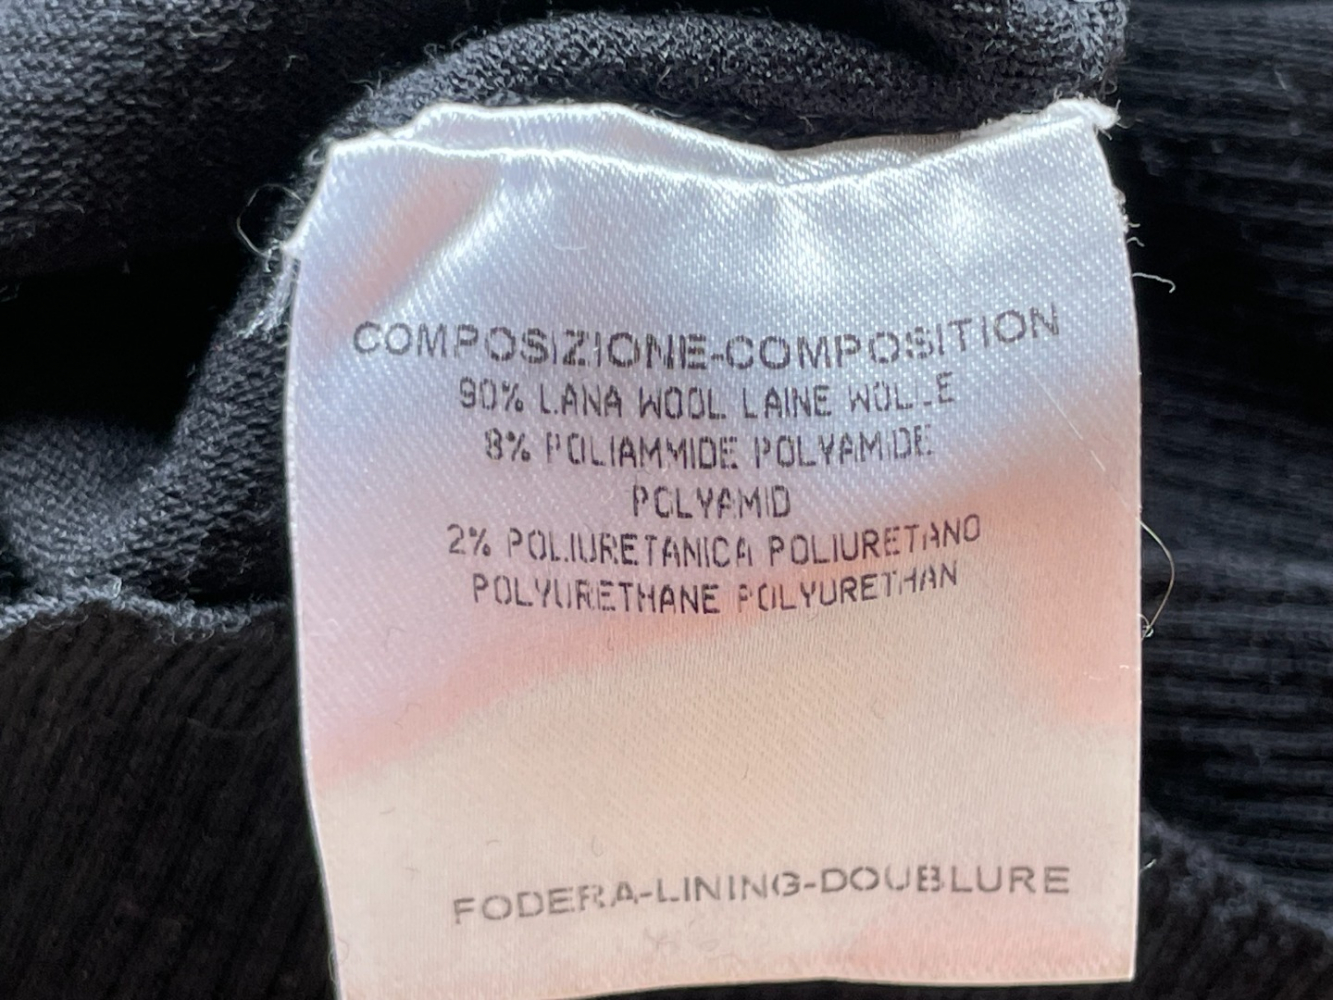 COMPOSIZIONE-COMPOSITION
90% LANA WOOL LAINE WOLLE
8% POLIAMMIDE POLYAMIDE
POLYAMID
2% POLIURETANICA POLIURETANO
POLYURETHANE POLYURETHAN
FODERA-LINING-DOUBLURE